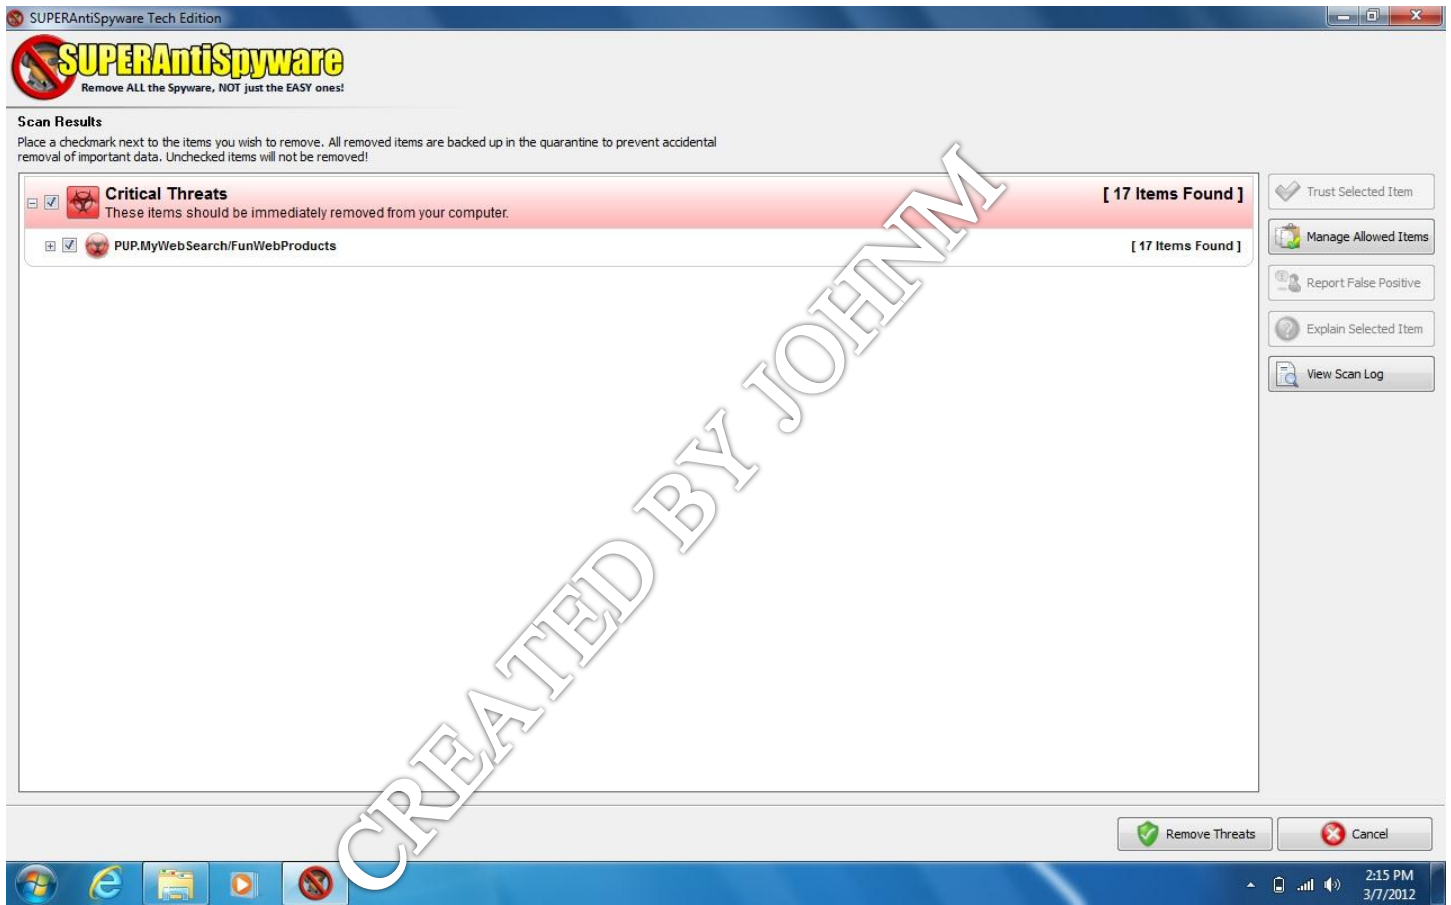 SUPERAntiSpyware Tech Edition
SUPERAntiSpyware
Remove ALL the Spyware, NOT just the EASY ones!
Scan Results
Place a checkmark next to the items you wish to remove. All removed items are backed up in the quarantine to prevent accidental
removal of important data. Unchecked items will not be removed!
Critical Threats [ 17 Items Found ]
These items should be immediately removed from your computer.
PUP.MyWebSearch/FunWebProducts [ 17 Items Found ]
Trust Selected Item
Manage Allowed Items
Report False Positive
Explain Selected Item
View Scan Log
CREATED BY JOHNM
Remove Threats Cancel
2:15 PM
3/7/2012